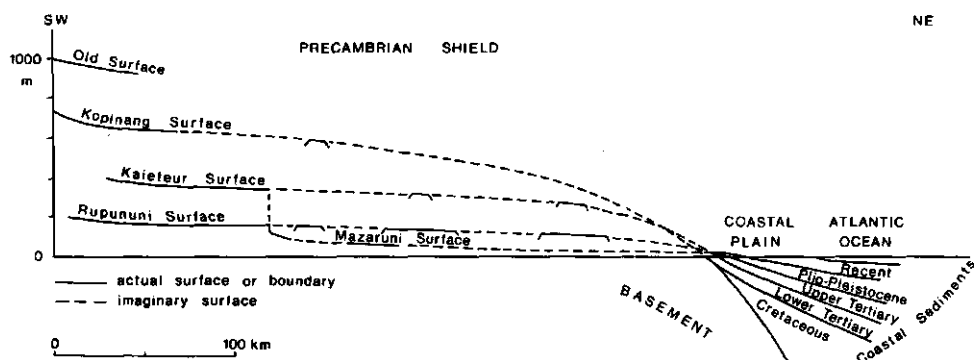 SW
NE
PRECAMBRIAN SHIELD
1000
m
Old Surface
Kopinang Surface
Kaieteur Surface
Rupununi Surface
Mazaruni Surface
COASTAL
PLAIN
ATLANTIC
OCEAN
0
Recent
Plio-Pleistocene
Upper Tertiary
Lower Tertiary
Cretaceous
Coastal Sediments
BASEMENT
actual surface or boundary
imaginary surface
0 100 km